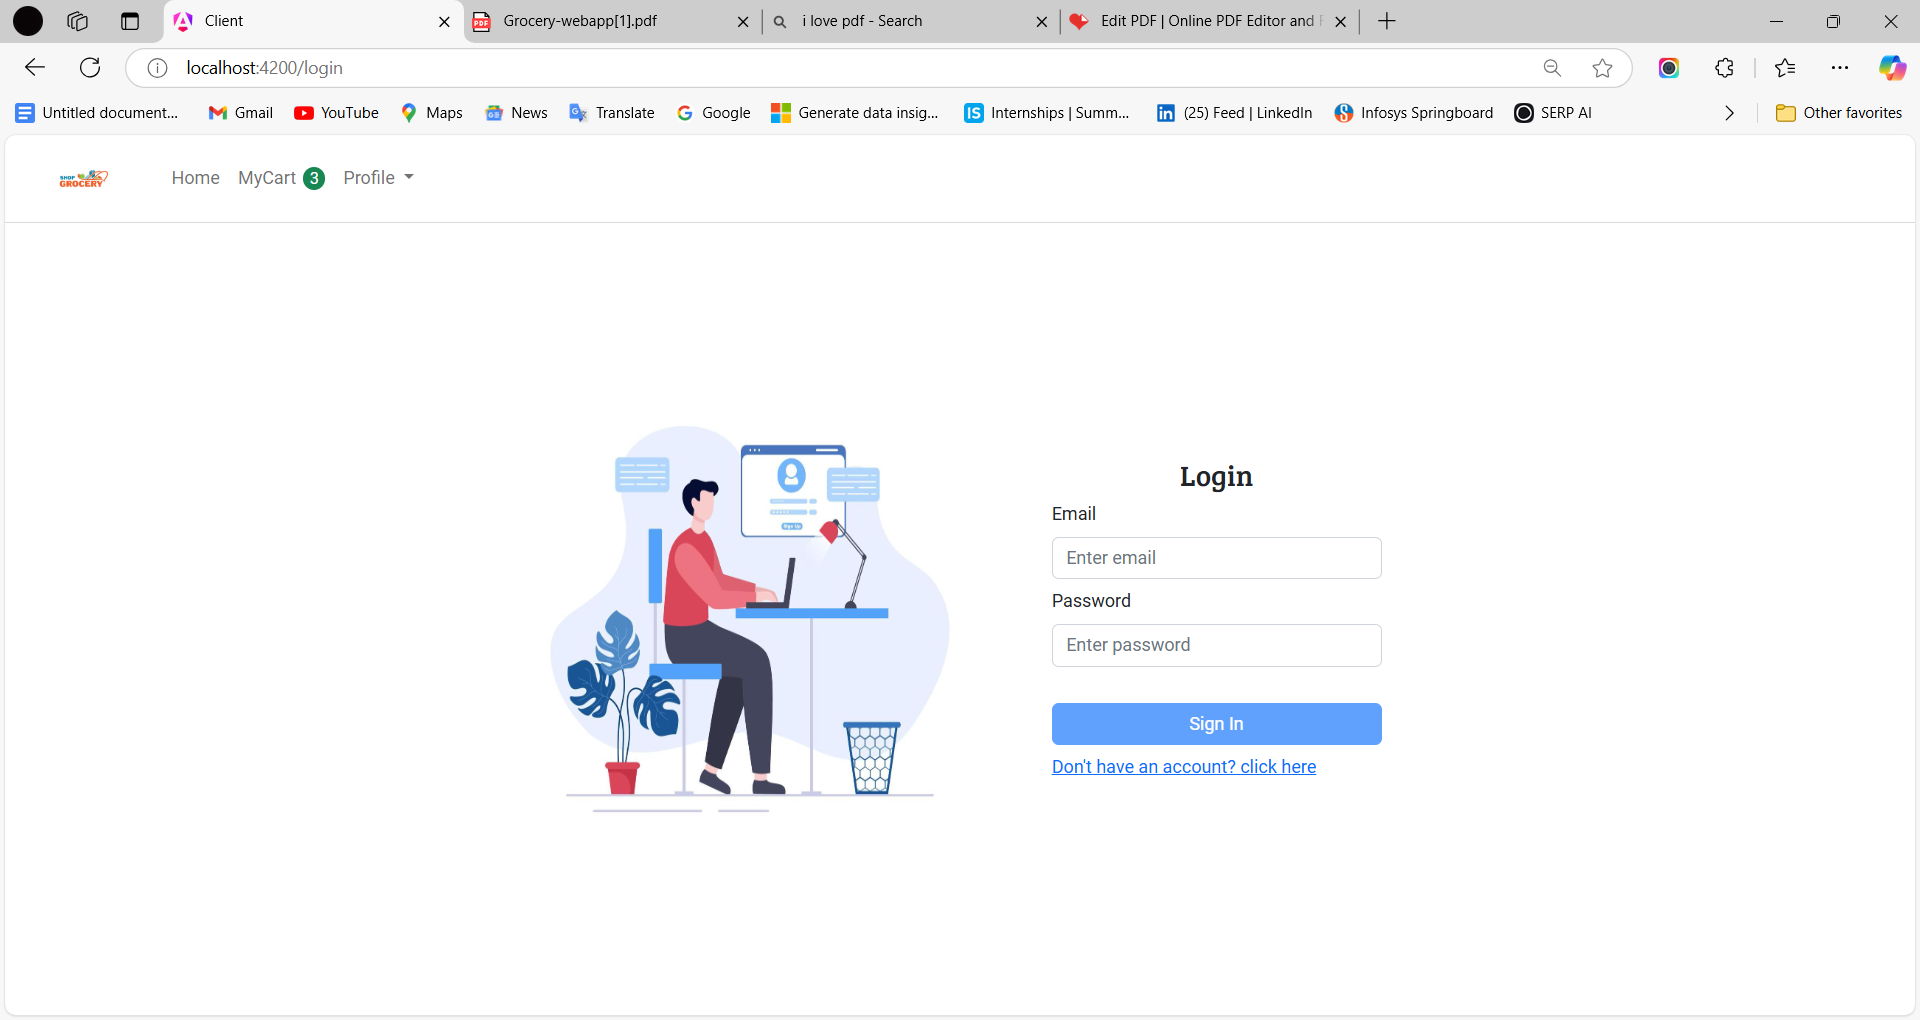 Client
Grocery-webapp[1].pdf
i love pdf - Search
Edit PDF | Online PDF Editor and F
localhost:4200/login
Untitled document...
Gmail
YouTube
Maps
News
Translate
Google
Generate data insig...
IS
Internships | Summ...
(25) Feed | LinkedIn
Infosys Springboard
SERP AI
Other favorites
SHOP
GROCERY
Home
MyCart 3
Profile
Sign Up
Login
Email
Enter email
Password
Enter password
Sign In
Don't have an account? click here